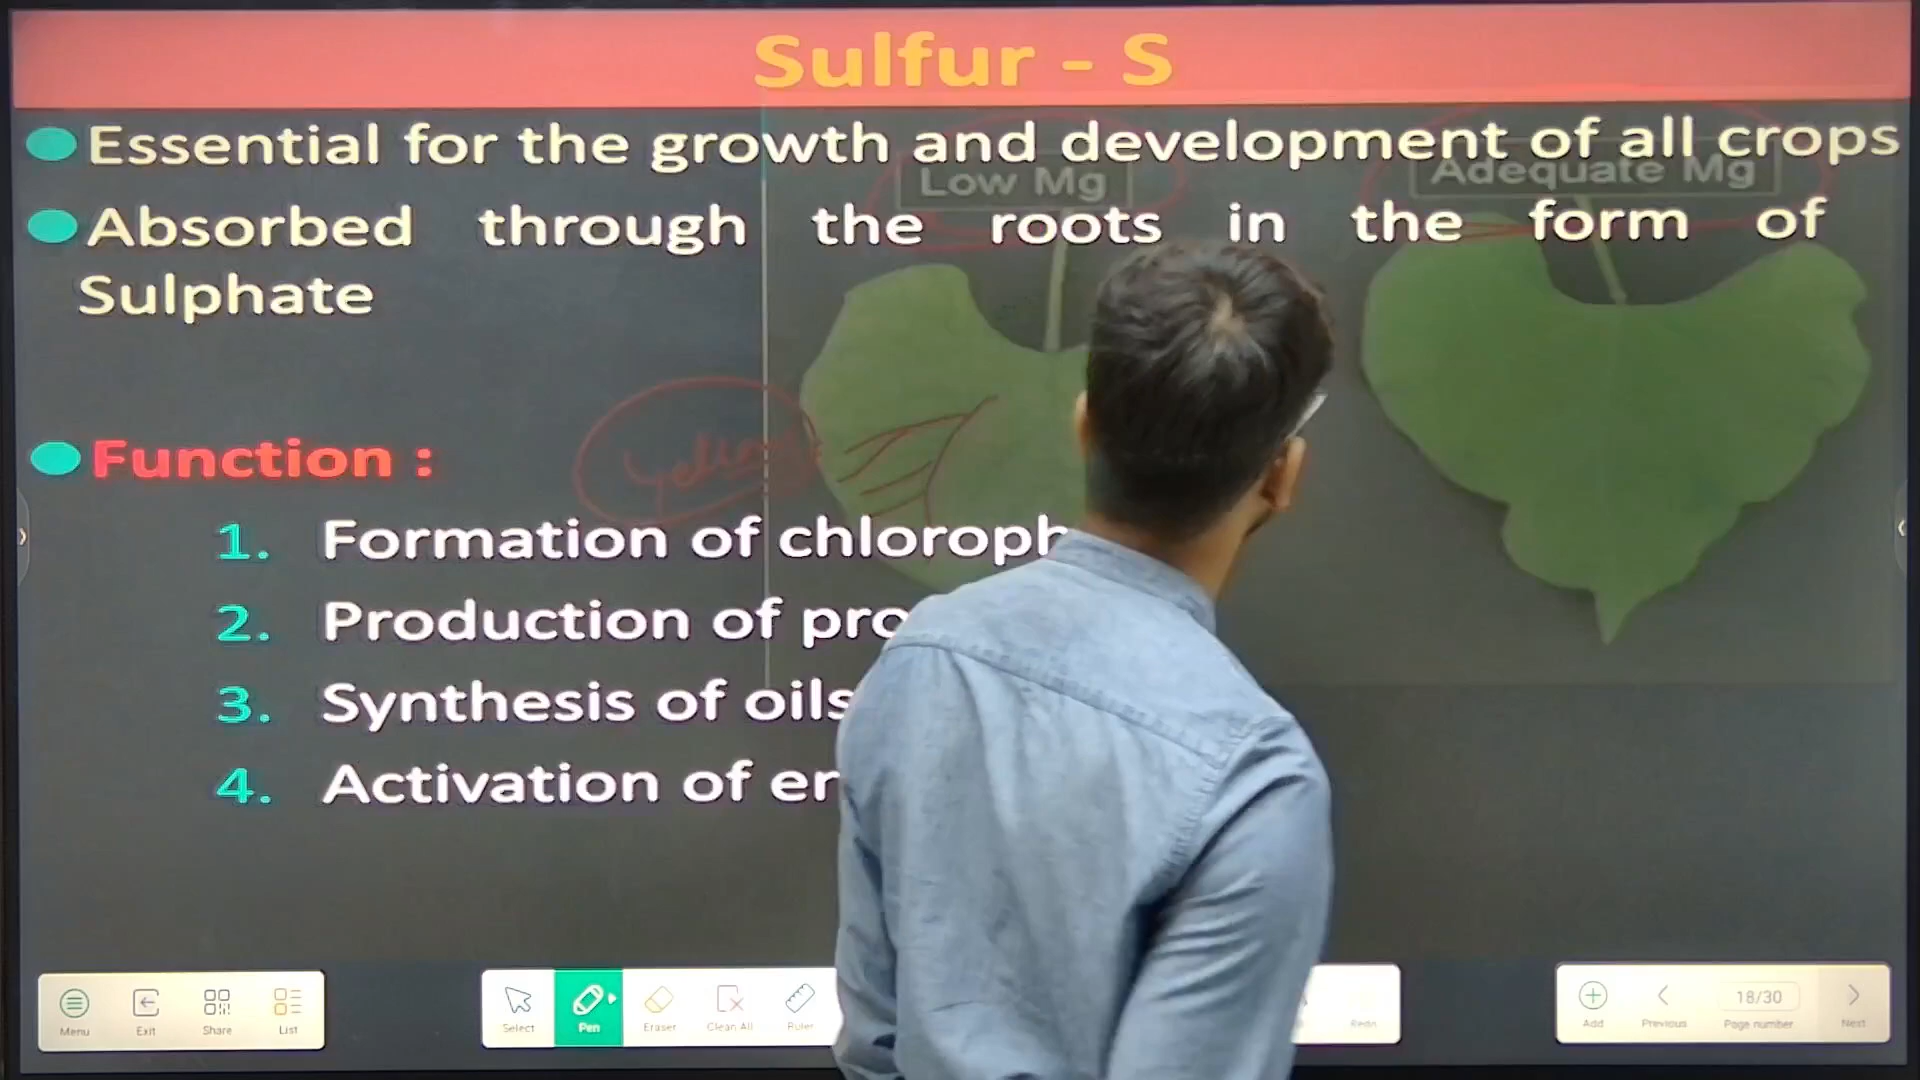 Sulfur - S
Essential for the growth and development of all crops
Low Mg
Adequate Mg
Absorbed through the roots in the form of
Sulphate
Yellow
Function :
1. Formation of chloroph
2. Production of pro
3. Synthesis of oils
4. Activation of en
Menu
Exit
Share
List
Select
Pen
Eraser
Clean All
Ruler
Redo
Add
Previous
18/30
Page number
Next